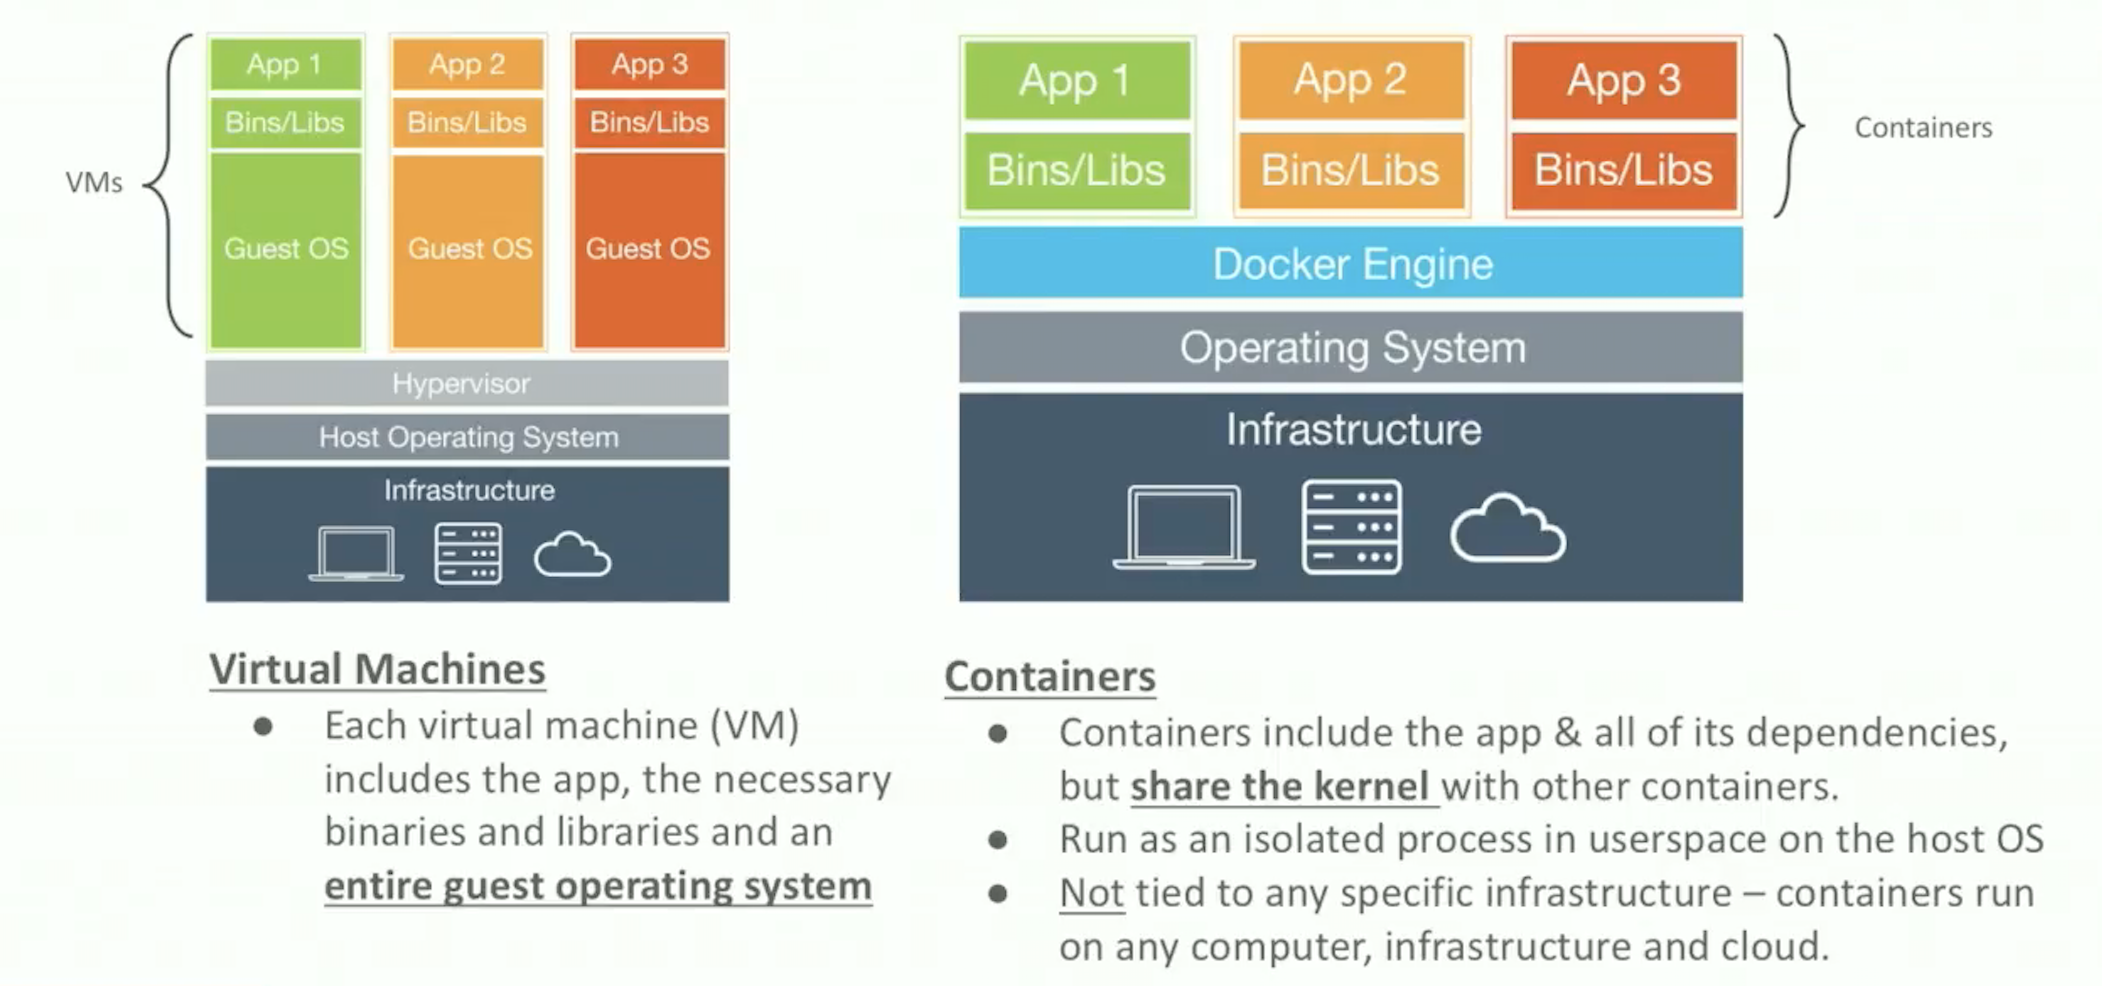 App 1
App 2
App 3
Bins/Libs
Bins/Libs
Bins/Libs
VMs
Guest OS
Guest OS
Guest OS
Hypervisor
Host Operating System
Infrastructure
App 1
App 2
App 3
Containers
Bins/Libs
Bins/Libs
Bins/Libs
Docker Engine
Operating System
Infrastructure
Virtual Machines
● Each virtual machine (VM)
includes the app, the necessary
binaries and libraries and an
entire guest operating system
Containers
● Containers include the app & all of its dependencies,
but share the kernel with other containers.
● Run as an isolated process in userspace on the host OS
● Not tied to any specific infrastructure – containers run
on any computer, infrastructure and cloud.